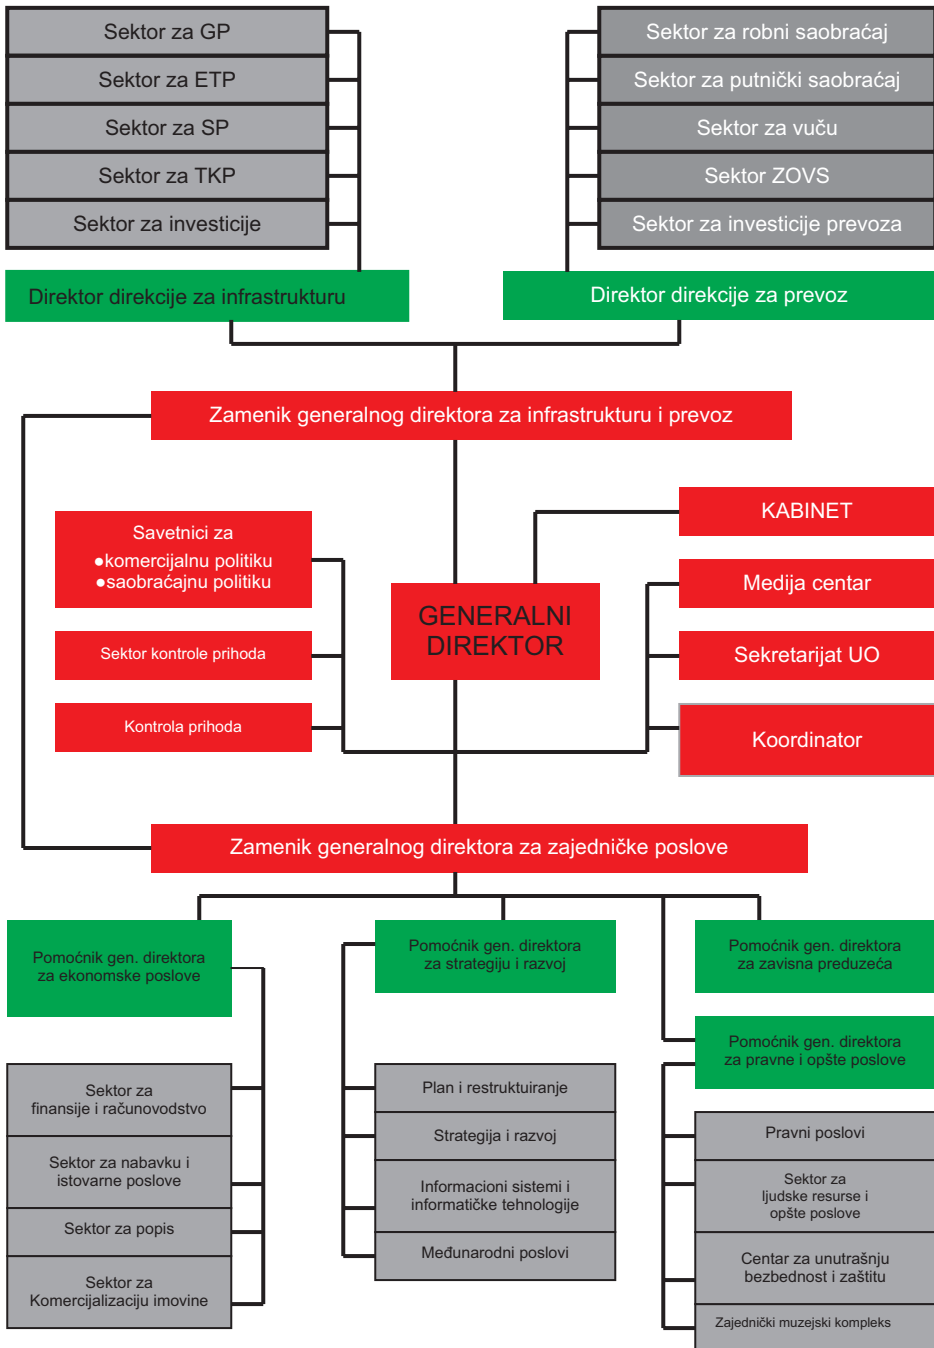 Sektor za GP
Sektor za ETP
Sektor za SP
Sektor za TKP
Sektor za investicije
Sektor za robni saobraćaj
Sektor za putnički saobraćaj
Sektor za vuču
Sektor ZOVS
Sektor za investicije prevoza
Direktor direkcije za infrastrukturu
Direktor direkcije za prevoz
Zamenik generalnog direktora za infrastrukturu i prevoz
Savetnici za
●komercijalnu politiku
●saobraćajnu politiku
Sektor kontrole prihoda
Kontrola prihoda
GENERALNI
DIREKTOR
KABINET
Medija centar
Sekretarijat UO
Koordinator
Zamenik generalnog direktora za zajedničke poslove
Pomoćnik gen. direktora
za ekonomske poslove
Pomoćnik gen. direktora
za strategiju i razvoj
Pomoćnik gen. direktora
za zavisna preduzeća
Pomoćnik gen. direktora
za pravne i opšte poslove
Sektor za
finansije i računovodstvo
Sektor za nabavku i
istovarne poslove
Sektor za popis
Sektor za
Komercijalizaciju imovine
Plan i restruktuiranje
Strategija i razvoj
Informacioni sistemi i
informatičke tehnologije
Međunarodni poslovi
Pravni poslovi
Sektor za
ljudske resurse i
opšte poslove
Centar za unutrašnju
bezbednost i zaštitu
Zajednički muzejski kompleks